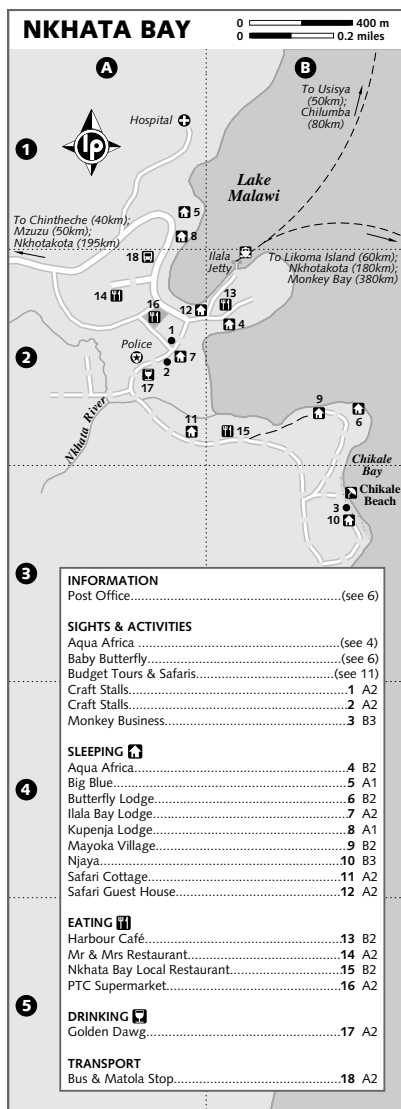 NKHATA BAY
0 400 m
0 0.2 miles
A
B
1
2
3
4
5
lp
Hospital
To Usisya
(50km);
Chilumba
(80km)
Lake
Malawi
5
8
To Chintheche (40km);
Mzuzu (50km);
Nkhotakota (195km)
18
Ilala
Jetty
To Likoma Island (60km);
Nkhotakota (180km);
Monkey Bay (380km)
14
16
12
13
4
1
Police
7
2
17
Nkhata River
11
15
9
6
Chikale
Bay
Chikale
Beach
3
10
INFORMATION
Post Office.....(see 6)
SIGHTS & ACTIVITIES
Aqua Africa .....(see 4)
Baby Butterfly.....(see 6)
Budget Tours & Safaris.....(see 11)
Craft Stalls.....1 A2
Craft Stalls.....2 A2
Monkey Business.....3 B3
SLEEPING
Aqua Africa.....4 B2
Big Blue.....5 A1
Butterfly Lodge.....6 B2
Ilala Bay Lodge.....7 A2
Kupenja Lodge.....8 A1
Mayoka Village.....9 B2
Njaya.....10 B3
Safari Cottage.....11 A2
Safari Guest House.....12 A2
EATING
Harbour Café.....13 B2
Mr & Mrs Restaurant.....14 A2
Nkhata Bay Local Restaurant.....15 B2
PTC Supermarket.....16 A2
DRINKING
Golden Dawg.....17 A2
TRANSPORT
Bus & Matola Stop.....18 A2